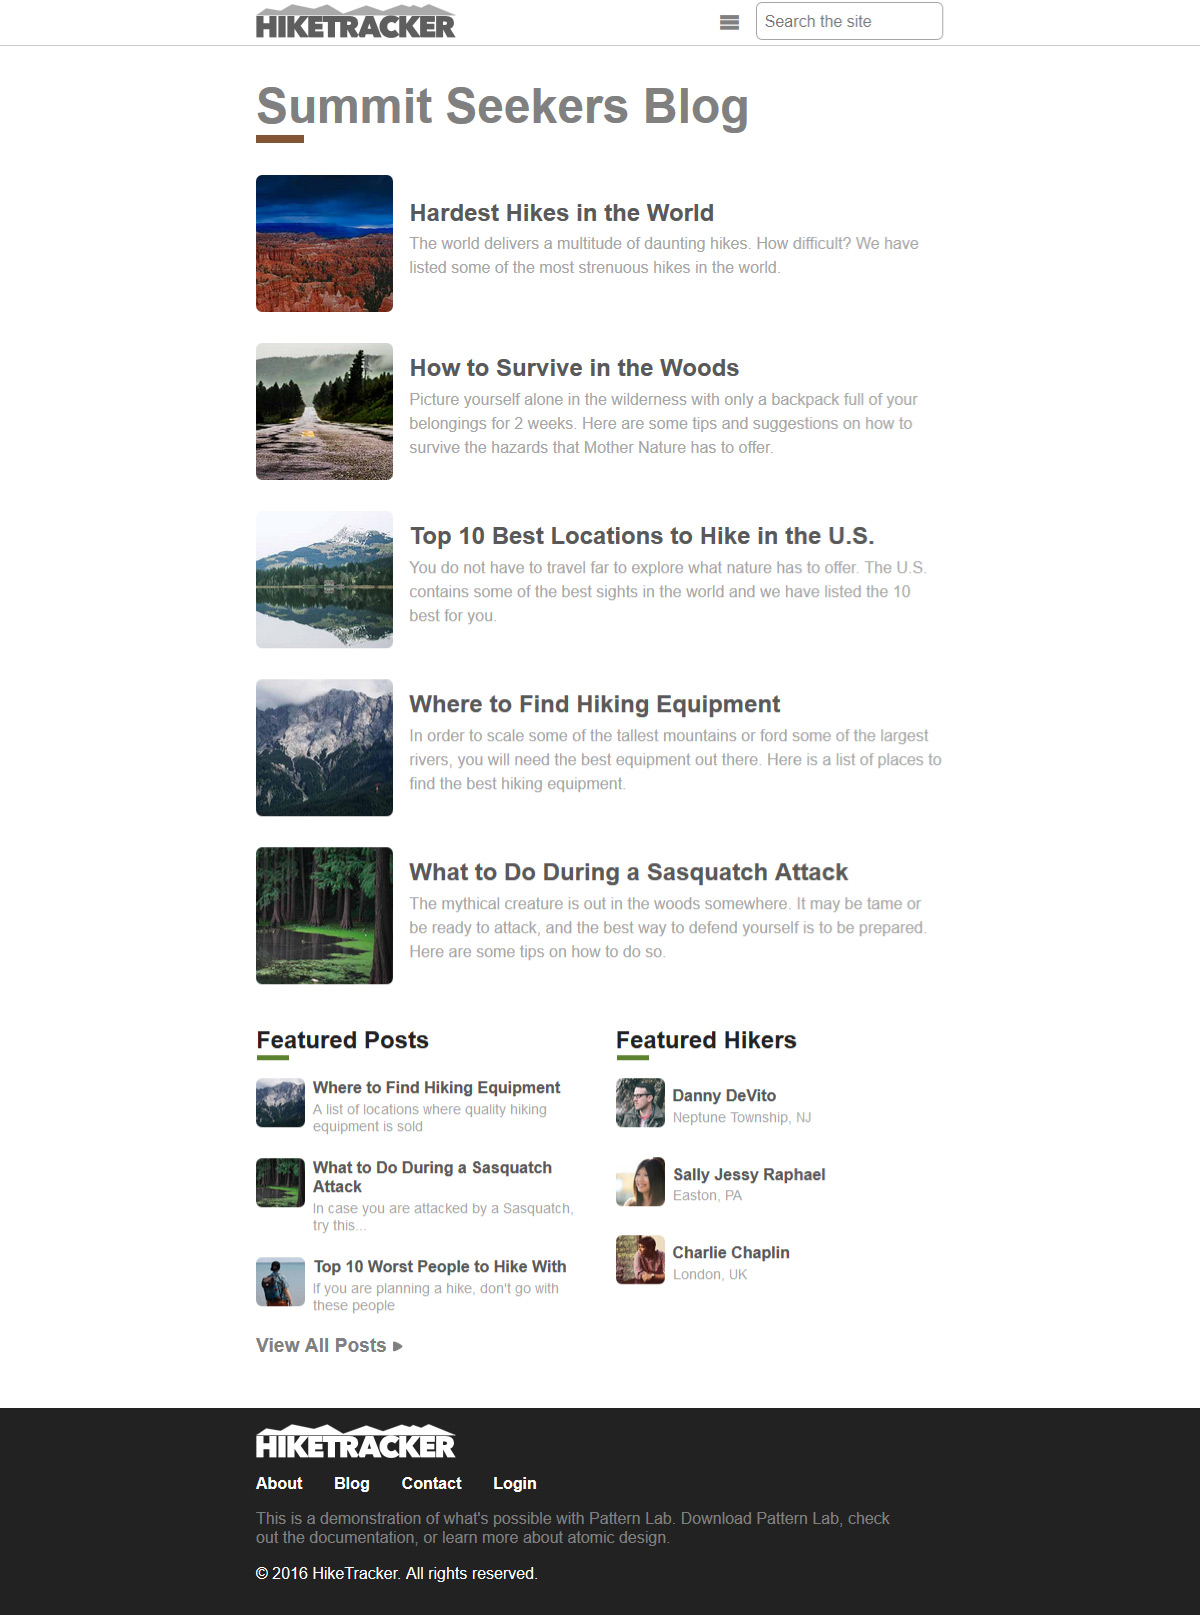 HIKETRACKER
Search the site
Summit Seekers Blog
Hardest Hikes in the World
The world delivers a multitude of daunting hikes. How difficult? We have
listed some of the most strenuous hikes in the world.
How to Survive in the Woods
Picture yourself alone in the wilderness with only a backpack full of your
belongings for 2 weeks. Here are some tips and suggestions on how to
survive the hazards that Mother Nature has to offer.
Top 10 Best Locations to Hike in the U.S.
You do not have to travel far to explore what nature has to offer. The U.S.
contains some of the best sights in the world and we have listed the 10
best for you.
Where to Find Hiking Equipment
In order to scale some of the tallest mountains or ford some of the largest
rivers, you will need the best equipment out there. Here is a list of places to
find the best hiking equipment.
What to Do During a Sasquatch Attack
The mythical creature is out in the woods somewhere. It may be tame or
be ready to attack, and the best way to defend yourself is to be prepared.
Here are some tips on how to do so.
Featured Posts
Where to Find Hiking Equipment
A list of locations where quality hiking
equipment is sold
What to Do During a Sasquatch
Attack
In case you are attacked by a Sasquatch,
try this...
Top 10 Worst People to Hike With
If you are planning a hike, don't go with
these people
View All Posts
Featured Hikers
Danny DeVito
Neptune Township, NJ
Sally Jessy Raphael
Easton, PA
Charlie Chaplin
London, UK
HIKETRACKER
About Blog Contact Login
This is a demonstration of what's possible with Pattern Lab. Download Pattern Lab, check
out the documentation, or learn more about atomic design.
© 2016 HikeTracker. All rights reserved.